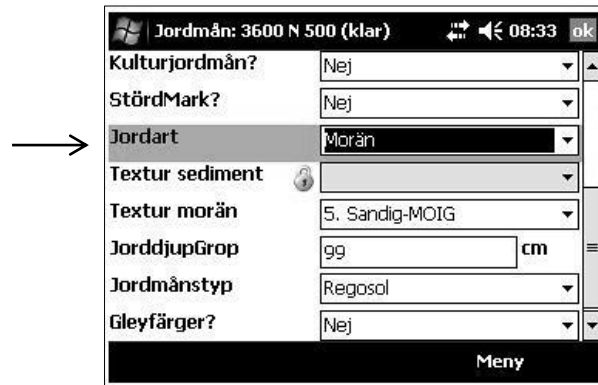 Jordmån: 3600 N 500 (klar) 08:33 ok
Kulturjordmån? Nej
StördMark? Nej
Jordart Morän
Textur sediment
Textur morän 5. Sandig-MOIG
JorddjupGrop 99 cm
Jordmånstyp Regosol
Gleyfärger? Nej
Meny